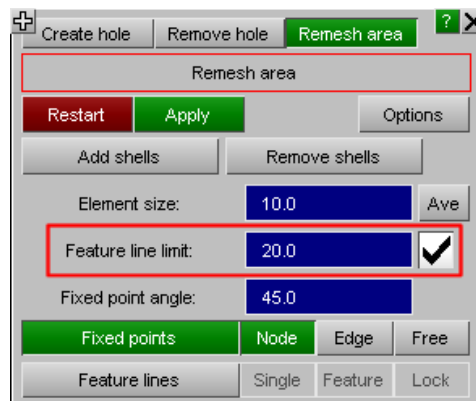 Create hole Remove hole Remesh area ? X
Remesh area
Restart Apply Options
Add shells Remove shells
Element size: 10.0 Ave
Feature line limit: 20.0
Fixed point angle: 45.0
Fixed points Node Edge Free
Feature lines Single Feature Lock